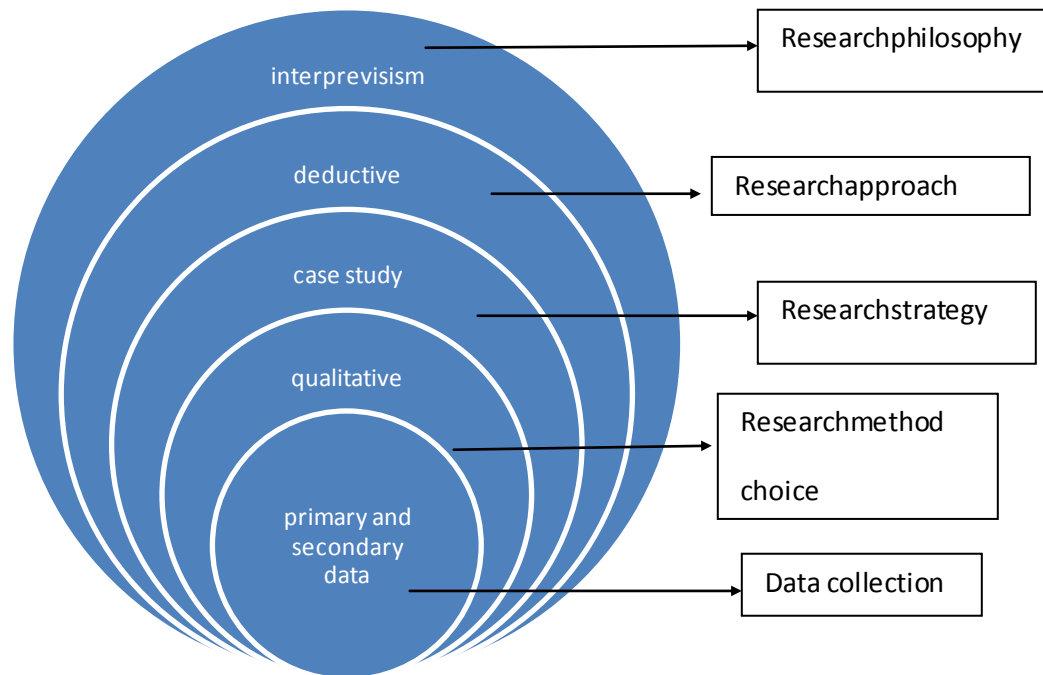 interprevisism
Researchphilosophy
deductive
Researchapproach
case study
Researchstrategy
qualitative
Researchmethod
choice
primary and
secondary
data
Data collection